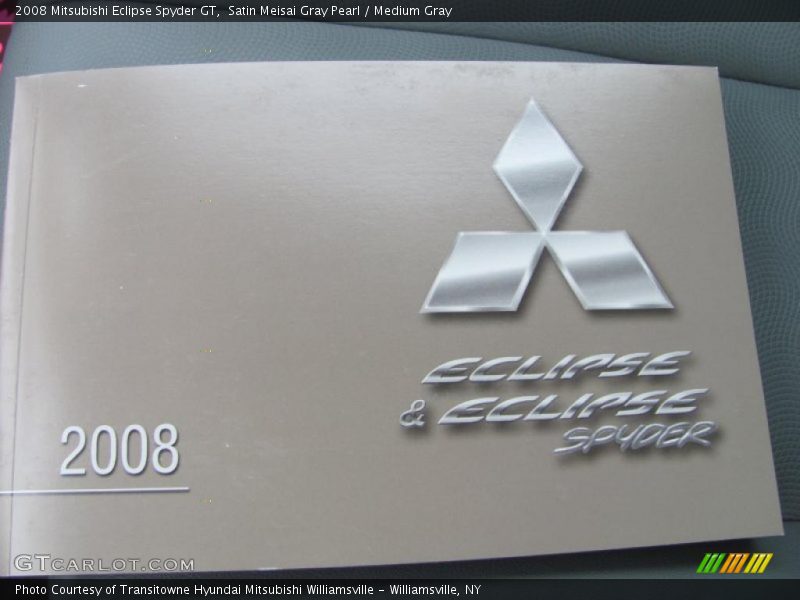 2008 Mitsubishi Eclipse Spyder GT, Satin Meisai Gray Pearl / Medium Gray
ECLIPSE
& ECLIPSE
SPYDER
2008
GTCARLOT.COM
Photo Courtesy of Transitowne Hyundai Mitsubishi Williamsville - Williamsville, NY